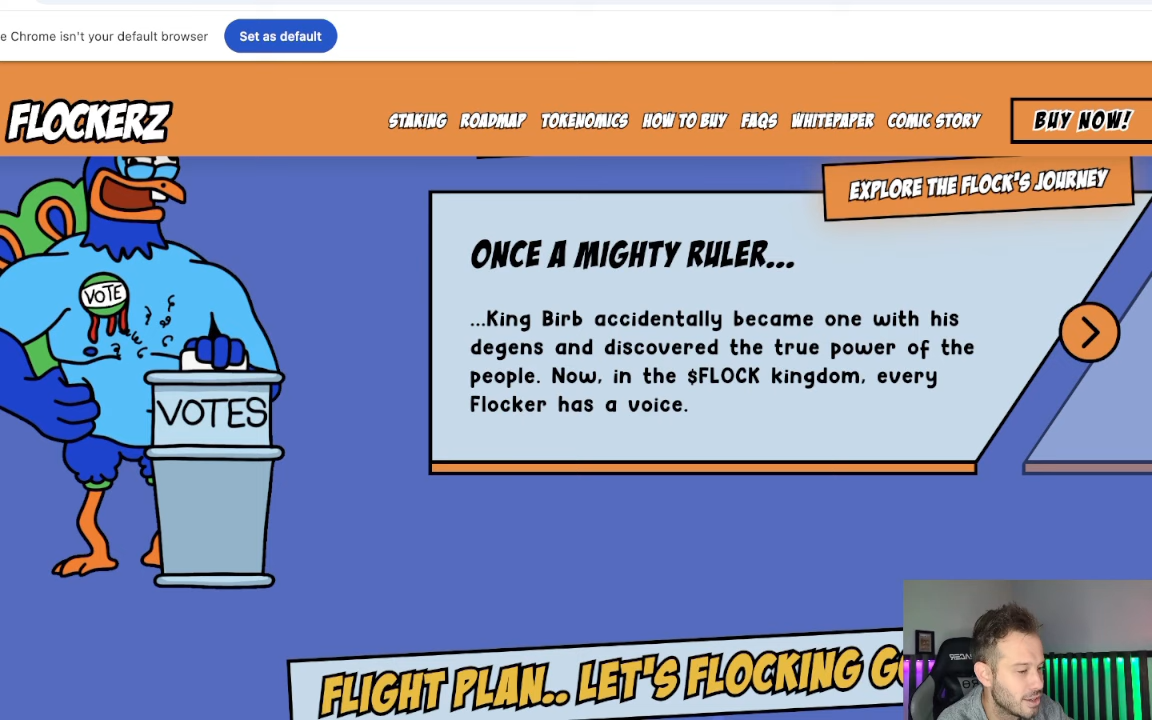 e Chrome isn't your default browser
Set as default
FLOCKERZ
STAKING ROADMAP TOKENOMICS HOW TO BUY FAQS WHITEPAPER COMIC STORY
BUY NOW!
EXPLORE THE FLOCK'S JOURNEY
ONCE A MIGHTY RULER...
...King Birb accidentally became one with his
degens and discovered the true power of the
people. Now, in the $FLOCK kingdom, every
Flocker has a voice.
VOTE
VOTES
FLIGHT PLAN.. LET'S FLOCKING G